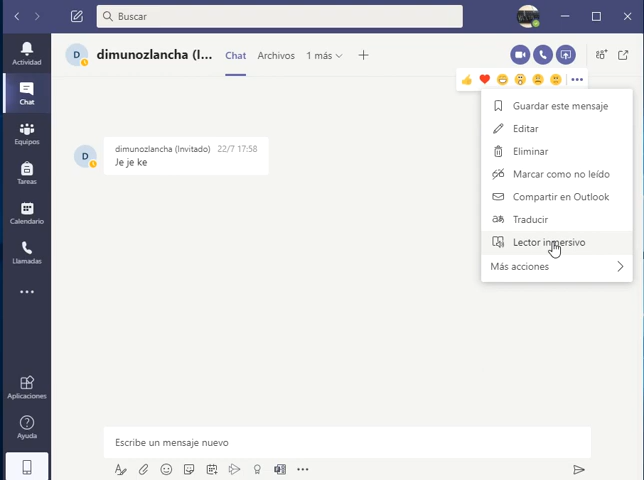 Buscar
Actividad
Chat
Equipos
Tareas
Calendario
Llamadas
Aplicaciones
Ayuda
D
dimunozlancha (I...
Chat
Archivos
1 más
D
dimunozlancha (Invitado) 22/7 17:58
Je je ke
Guardar este mensaje
Editar
Eliminar
Marcar como no leído
Compartir en Outlook
Traducir
Lector inmersivo
Más acciones
Escribe un mensaje nuevo